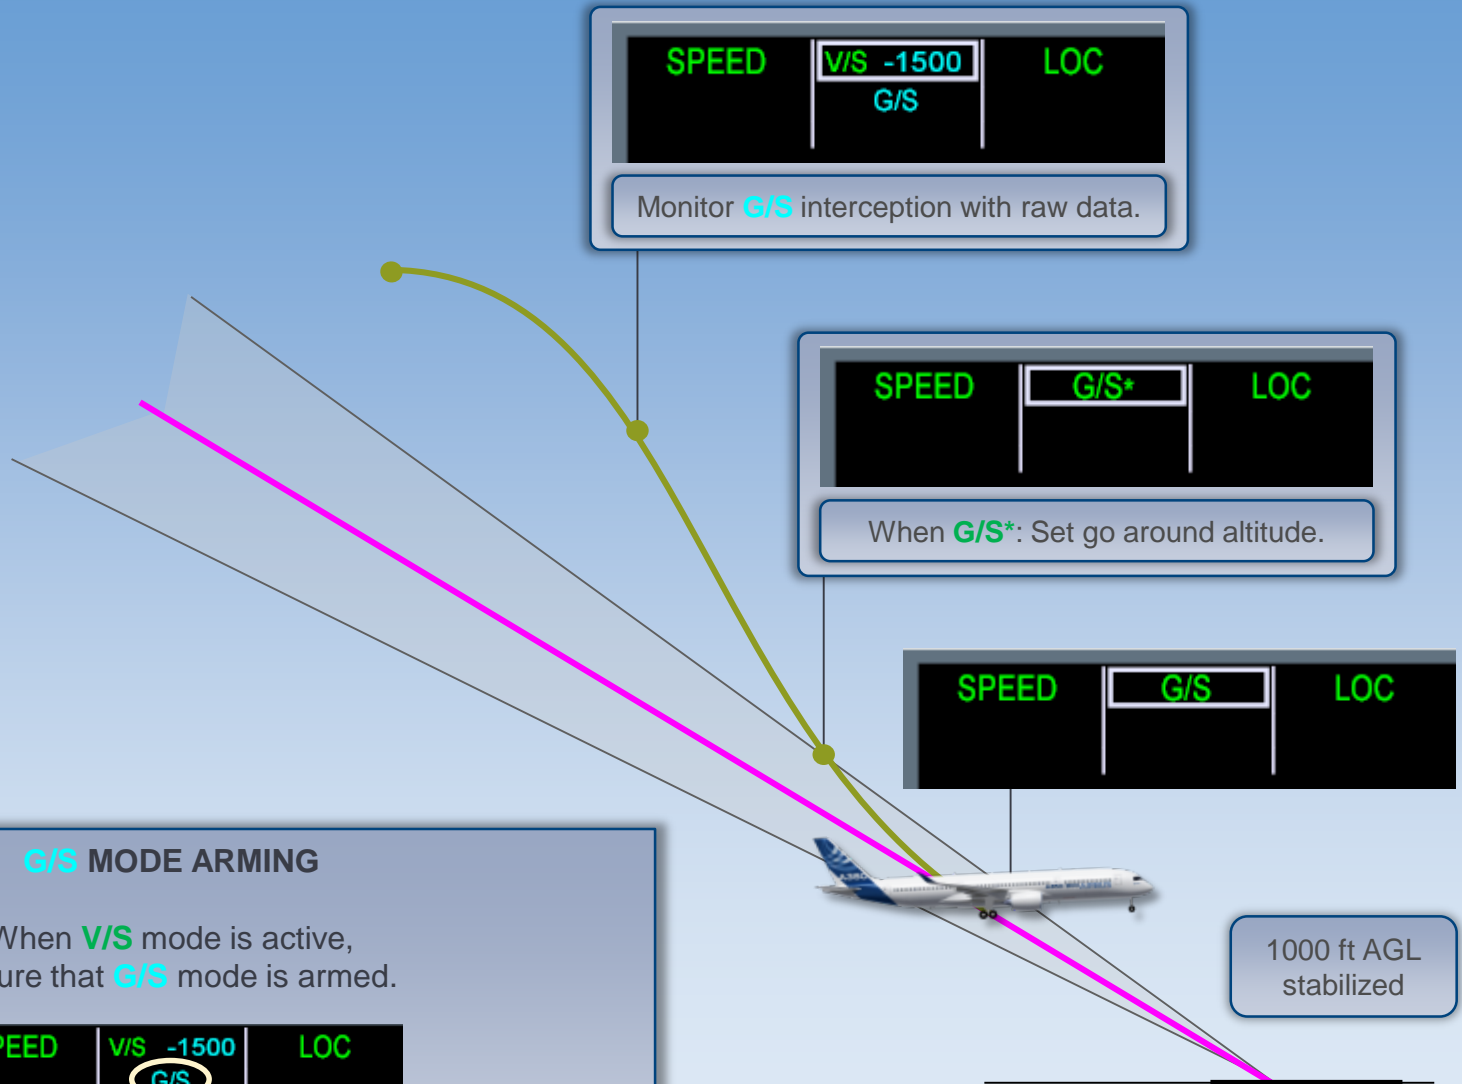 SPEED V/S -1500 LOC
G/S
Monitor G/S interception with raw data.
SPEED G/S* LOC
When G/S*: Set go around altitude.
SPEED G/S LOC
G/S MODE ARMING
When V/S mode is active,
ure that G/S mode is armed.
1000 ft AGL
stabilized
PEED V/S -1500 LOC
G/S